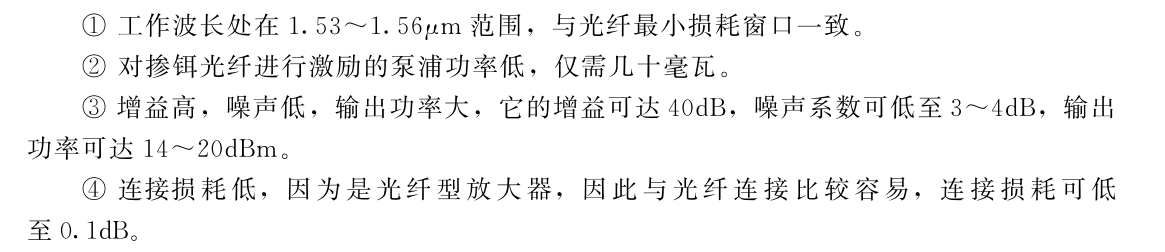 ① 工作波长处在 1.53～1.56μm 范围，与光纤最小损耗窗口一致。
② 对掺铒光纤进行激励的泵浦功率低，仅需几十毫瓦。
③ 增益高，噪声低，输出功率大，它的增益可达 40dB，噪声系数可低至 3～4dB，输出
功率可达 14～20dBm。
④ 连接损耗低，因为是光纤型放大器，因此与光纤连接比较容易，连接损耗可低
至 0.1dB。